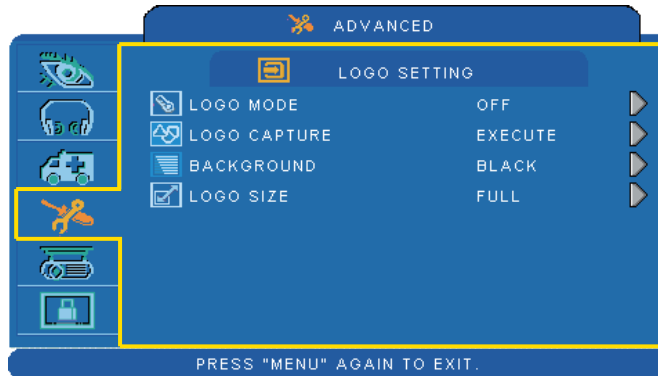 ADVANCED
LOGO SETTING
LOGO MODE OFF
LOGO CAPTURE EXECUTE
BACKGROUND BLACK
LOGO SIZE FULL
PRESS "MENU" AGAIN TO EXIT.